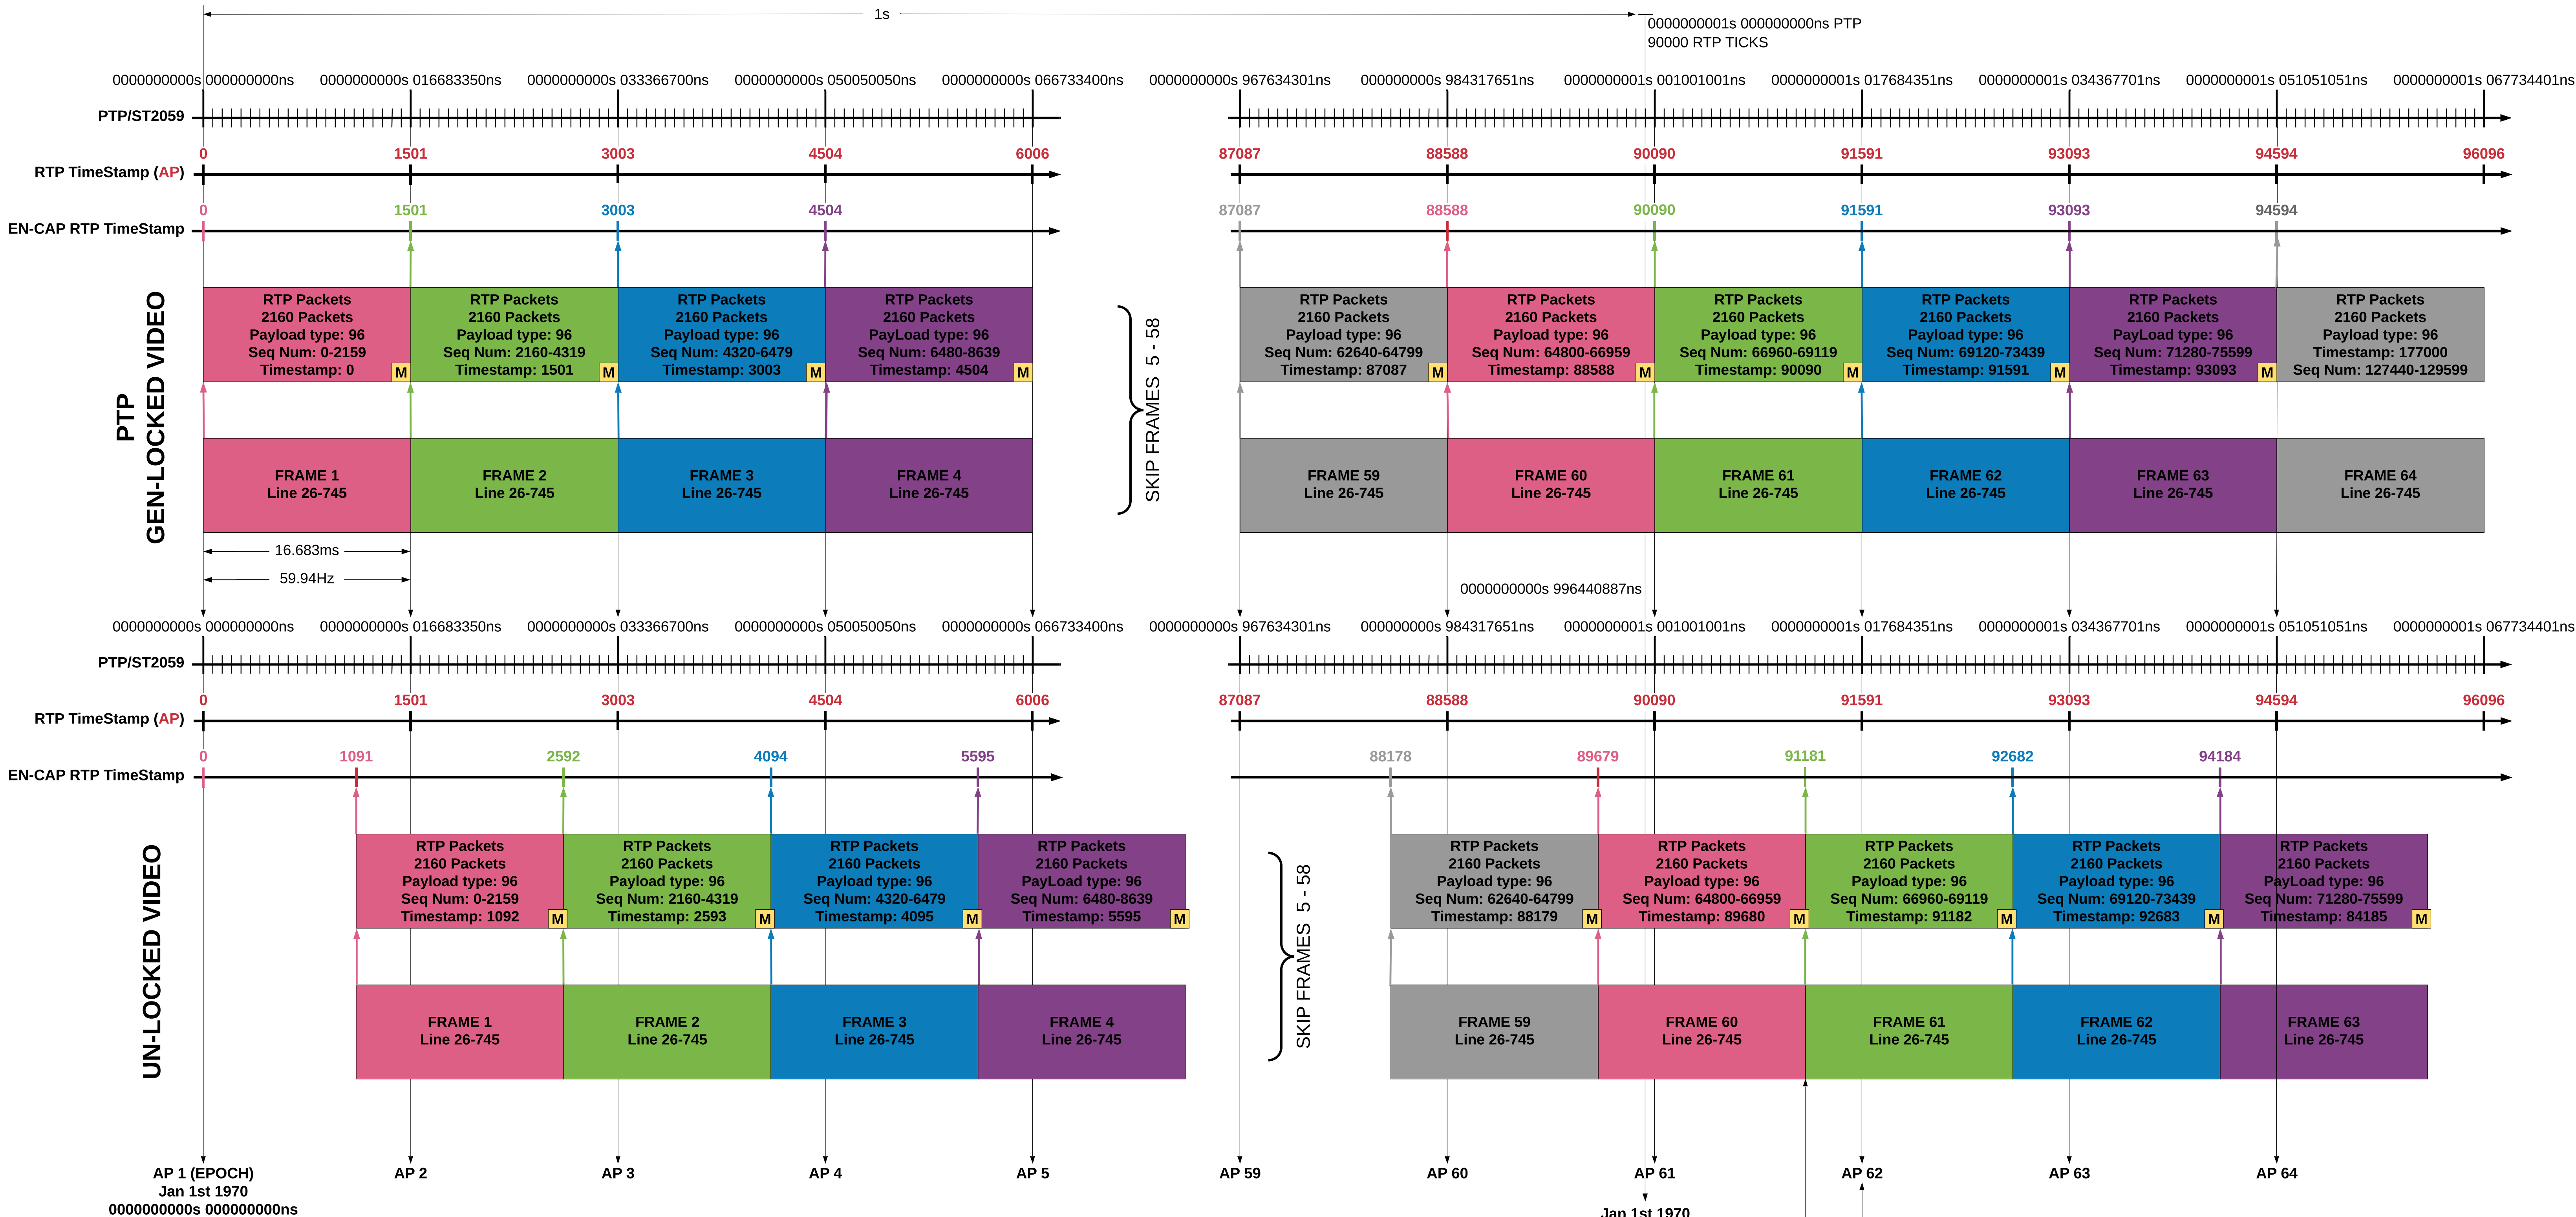 1s
0000000001s 000000000ns PTP
90000 RTP TICKS
0000000000s 000000000ns 0000000000s 016683350ns 0000000000s 033366700ns 0000000000s 050050050ns 0000000000s 066733400ns 0000000000s 967634301ns 0000000000s 984317651ns 0000000001s 001001001ns 0000000001s 017684351ns 0000000001s 034367701ns 0000000001s 051051051ns 0000000001s 067734401ns
PTP/ST2059
0 1501 3003 4504 6006 87087 88588 90090 91591 93093 94594 96096
RTP TimeStamp (AP)
0 1501 3003 4504 87087 88588 90090 91591 93093 94594
EN-CAP RTP TimeStamp
PTP
GEN-LOCKED VIDEO
RTP Packets
2160 Packets
Payload type: 96
Seq Num: 0-2159
Timestamp: 0
M
RTP Packets
2160 Packets
Payload type: 96
Seq Num: 2160-4319
Timestamp: 1501
M
RTP Packets
2160 Packets
Payload type: 96
Seq Num: 4320-6479
Timestamp: 3003
M
RTP Packets
2160 Packets
PayLoad type: 96
Seq Num: 6480-8639
Timestamp: 4504
M
SKIP FRAMES 5 - 58
RTP Packets
2160 Packets
Payload type: 96
Seq Num: 62640-64799
Timestamp: 87087
M
RTP Packets
2160 Packets
Payload type: 96
Seq Num: 64800-66959
Timestamp: 88588
M
RTP Packets
2160 Packets
Payload type: 96
Seq Num: 66960-69119
Timestamp: 90090
M
RTP Packets
2160 Packets
Payload type: 96
Seq Num: 69120-73439
Timestamp: 91591
M
RTP Packets
2160 Packets
PayLoad type: 96
Seq Num: 71280-75599
Timestamp: 93093
M
RTP Packets
2160 Packets
Payload type: 96
Timestamp: 177000
Seq Num: 127440-129599
FRAME 1
Line 26-745
FRAME 2
Line 26-745
FRAME 3
Line 26-745
FRAME 4
Line 26-745
FRAME 59
Line 26-745
FRAME 60
Line 26-745
FRAME 61
Line 26-745
FRAME 62
Line 26-745
FRAME 63
Line 26-745
FRAME 64
Line 26-745
16.683ms
59.94Hz
0000000000s 996440887ns
0000000000s 000000000ns 0000000000s 016683350ns 0000000000s 033366700ns 0000000000s 050050050ns 0000000000s 066733400ns 0000000000s 967634301ns 0000000000s 984317651ns 0000000001s 001001001ns 0000000001s 017684351ns 0000000001s 034367701ns 0000000001s 051051051ns 0000000001s 067734401ns
PTP/ST2059
0 1501 3003 4504 6006 87087 88588 90090 91591 93093 94594 96096
RTP TimeStamp (AP)
0 1091 2592 4094 5595 88178 89679 91181 92682 94184
EN-CAP RTP TimeStamp
UN-LOCKED VIDEO
RTP Packets
2160 Packets
Payload type: 96
Seq Num: 0-2159
Timestamp: 1092
M
RTP Packets
2160 Packets
Payload type: 96
Seq Num: 2160-4319
Timestamp: 2593
M
RTP Packets
2160 Packets
Payload type: 96
Seq Num: 4320-6479
Timestamp: 4095
M
RTP Packets
2160 Packets
PayLoad type: 96
Seq Num: 6480-8639
Timestamp: 5595
M
SKIP FRAMES 5 - 58
RTP Packets
2160 Packets
Payload type: 96
Seq Num: 62640-64799
Timestamp: 88179
M
RTP Packets
2160 Packets
Payload type: 96
Seq Num: 64800-66959
Timestamp: 89680
M
RTP Packets
2160 Packets
Payload type: 96
Seq Num: 66960-69119
Timestamp: 91182
M
RTP Packets
2160 Packets
Payload type: 96
Seq Num: 69120-73439
Timestamp: 92683
M
RTP Packets
2160 Packets
PayLoad type: 96
Seq Num: 71280-75599
Timestamp: 84185
M
FRAME 1
Line 26-745
FRAME 2
Line 26-745
FRAME 3
Line 26-745
FRAME 4
Line 26-745
FRAME 59
Line 26-745
FRAME 60
Line 26-745
FRAME 61
Line 26-745
FRAME 62
Line 26-745
FRAME 63
Line 26-745
AP 1 (EPOCH)
Jan 1st 1970
0000000000s 000000000ns
AP 2
AP 3
AP 4
AP 5
AP 59
AP 60
AP 61
AP 62
AP 63
AP 64
Jan 1st 1970